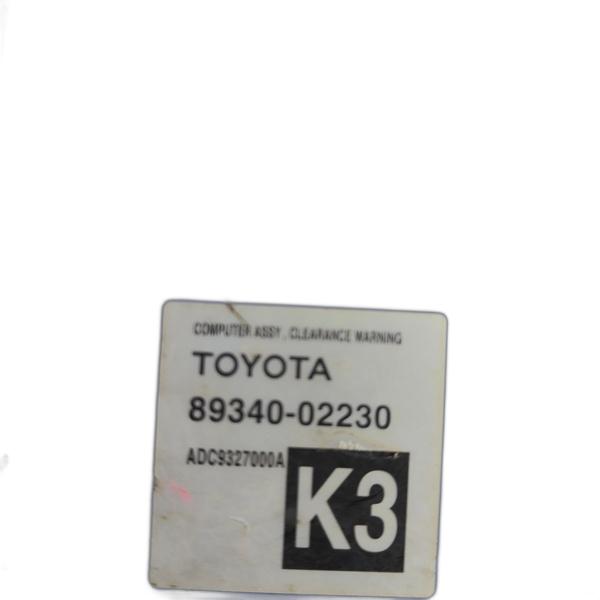 COMPUTER ASSY , CLEARANCE WARNING
TOYOTA
89340-02230
ADC9327000A
K3